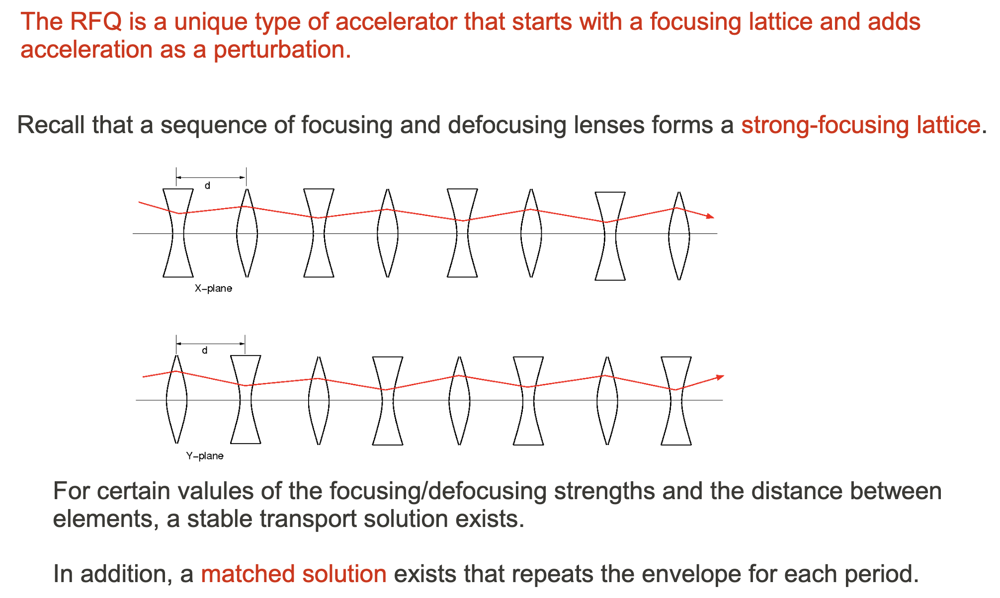 The RFQ is a unique type of accelerator that starts with a focusing lattice and adds
acceleration as a perturbation.
Recall that a sequence of focusing and defocusing lenses forms a strong-focusing lattice.
d
X-plane
d
Y-plane
For certain valules of the focusing/defocusing strengths and the distance between
elements, a stable transport solution exists.
In addition, a matched solution exists that repeats the envelope for each period.